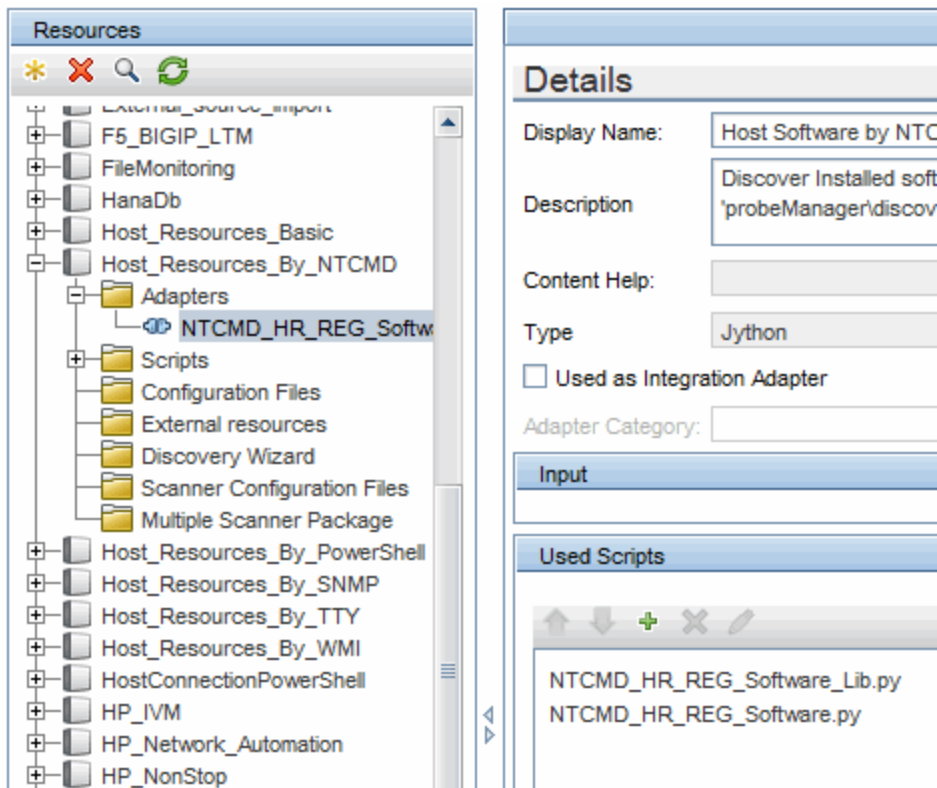 Resources
External_source_import
F5_BIGIP_LTM
FileMonitoring
HanaDb
Host_Resources_Basic
Host_Resources_By_NTCMD
Adapters
NTCMD_HR_REG_Softw
Scripts
Configuration Files
External resources
Discovery Wizard
Scanner Configuration Files
Multiple Scanner Package
Host_Resources_By_PowerShell
Host_Resources_By_SNMP
Host_Resources_By_TTY
Host_Resources_By_WMI
HostConnectionPowerShell
HP_IVM
HP_Network_Automation
HP_NonStop
Details
Display Name: Host Software by NTC
Description
Discover Installed soft
'probeManager\discov
Content Help:
Type Jython
Used as Integration Adapter
Adapter Category:
Input
Used Scripts
NTCMD_HR_REG_Software_Lib.py
NTCMD_HR_REG_Software.py